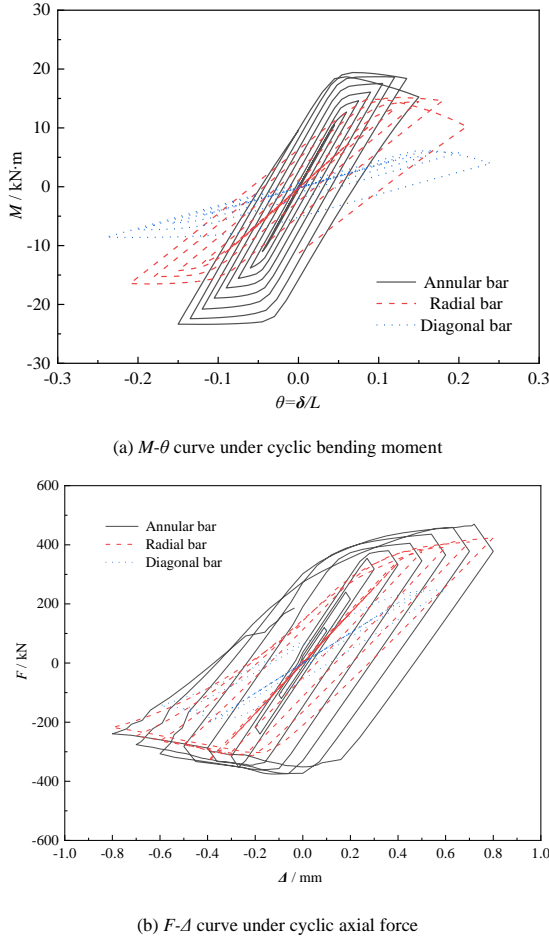 30
20
10
0
-10
-20
-30
M / kN·m
Annular bar
Radial bar
Diagonal bar
-0.3 -0.2 -0.1 0.0 0.1 0.2 0.3
θ=δ/L
(a) M-θ curve under cyclic bending moment
600
400
200
0
-200
-400
-600
F / kN
Annular bar
Radial bar
Diagonal bar
-1.0 -0.8 -0.6 -0.4 -0.2 0.0 0.2 0.4 0.6 0.8 1.0
Δ / mm
(b) F-Δ curve under cyclic axial force